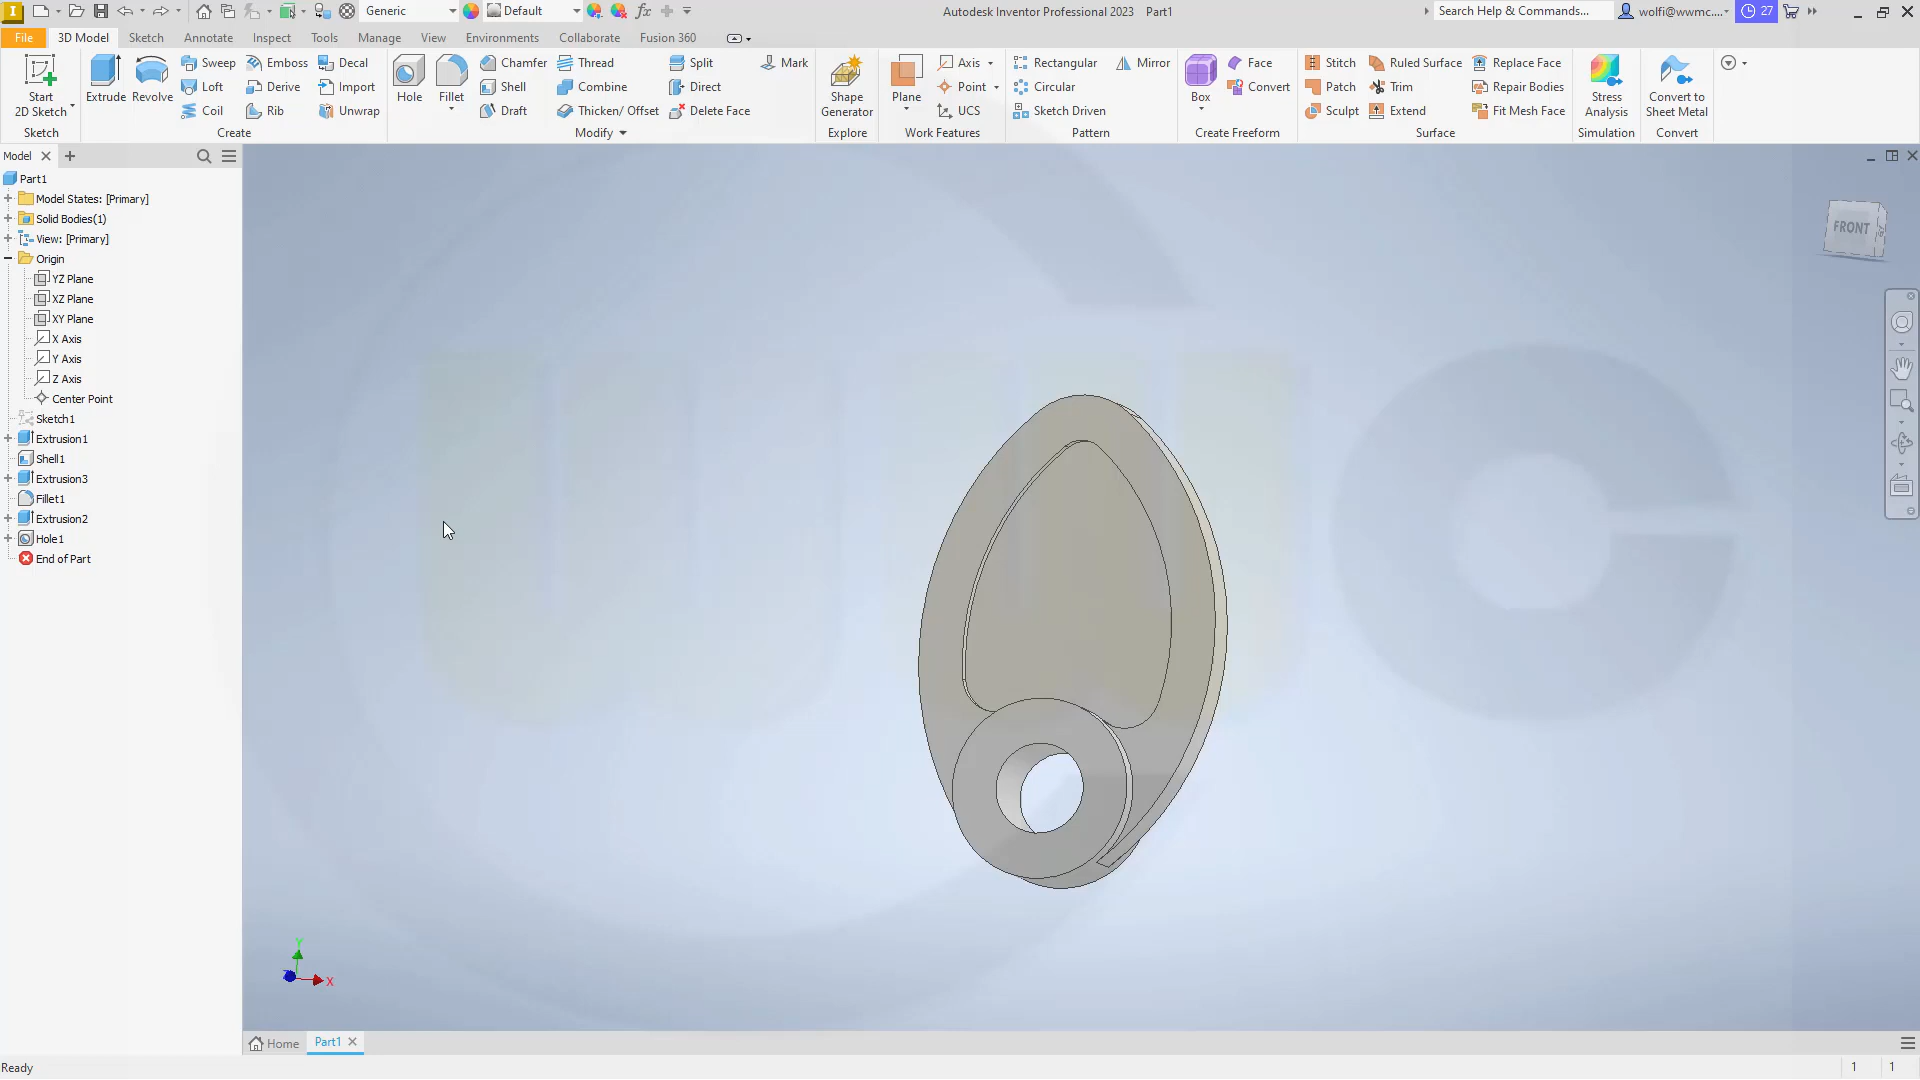 Generic
Default
Autodesk Inventor Professional 2023 Part1
Search Help & Commands...
wolfi@wwmc....
27
File
3D Model
Sketch
Annotate
Inspect
Tools
Manage
View
Environments
Collaborate
Fusion 360
Start
2D Sketch
Extrude
Revolve
Sweep
Loft
Coil
Emboss
Derive
Rib
Decal
Import
Unwrap
Hole
Fillet
Chamfer
Shell
Draft
Thread
Combine
Thicken/ Offset
Split
Direct
Delete Face
Mark
Shape
Generator
Plane
Axis
Point
UCS
Rectangular
Circular
Sketch Driven
Mirror
Box
Face
Convert
Stitch
Patch
Sculpt
Ruled Surface
Trim
Extend
Replace Face
Repair Bodies
Fit Mesh Face
Stress
Analysis
Convert to
Sheet Metal
Sketch
Create
Modify
Explore
Work Features
Pattern
Create Freeform
Surface
Simulation
Convert
Model
Part1
Model States: [Primary]
Solid Bodies(1)
View: [Primary]
Origin
YZ Plane
XZ Plane
XY Plane
X Axis
Y Axis
Z Axis
Center Point
Sketch1
Extrusion1
Shell1
Extrusion3
Fillet1
Extrusion2
Hole1
End of Part
FRONT
Y
Z
X
Home
Part1
Ready
1
1